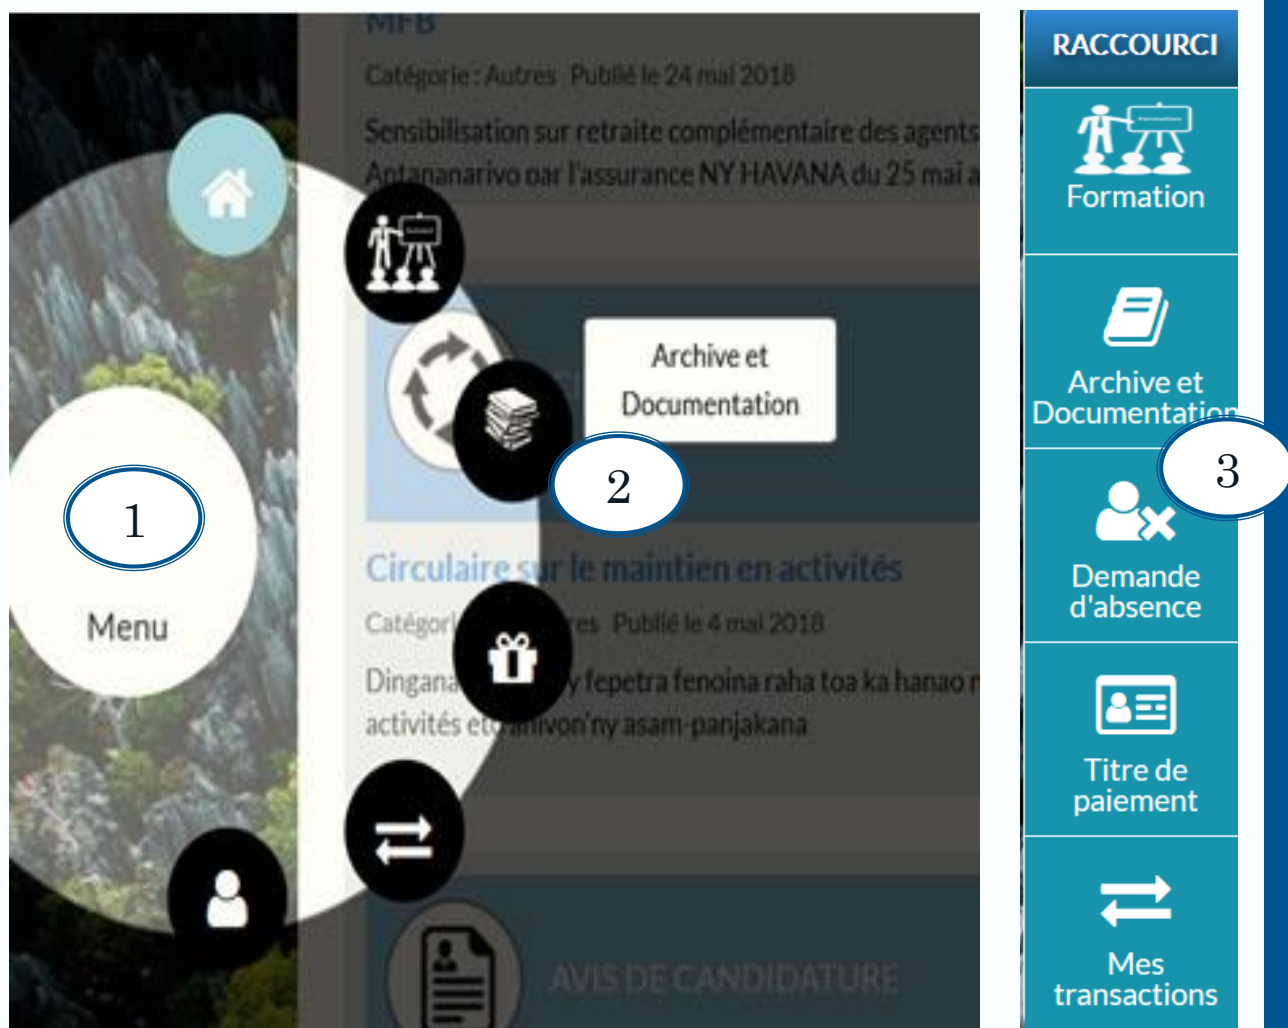 MFB
Catégorie : Autres Publié le 24 mai 2018
Sensibilisation sur retraite complémentaire des agents
Antananarivo par l'assurance NY HAVANA du 25 mai a
Archive et
Documentation
2
1
Menu
Circulaire sur le maintien en activités
Publié le 4 mai 2018
y fepetra fenoina raha toa ka hanao
activités eto anivon'ny asam-panjakana
AVIS DE CANDIDATURE
RACCOURCI
Formation
Formation
Archive et
Documentation
3
Demande
d'absence
Titre de
paiement
Mes
transactions